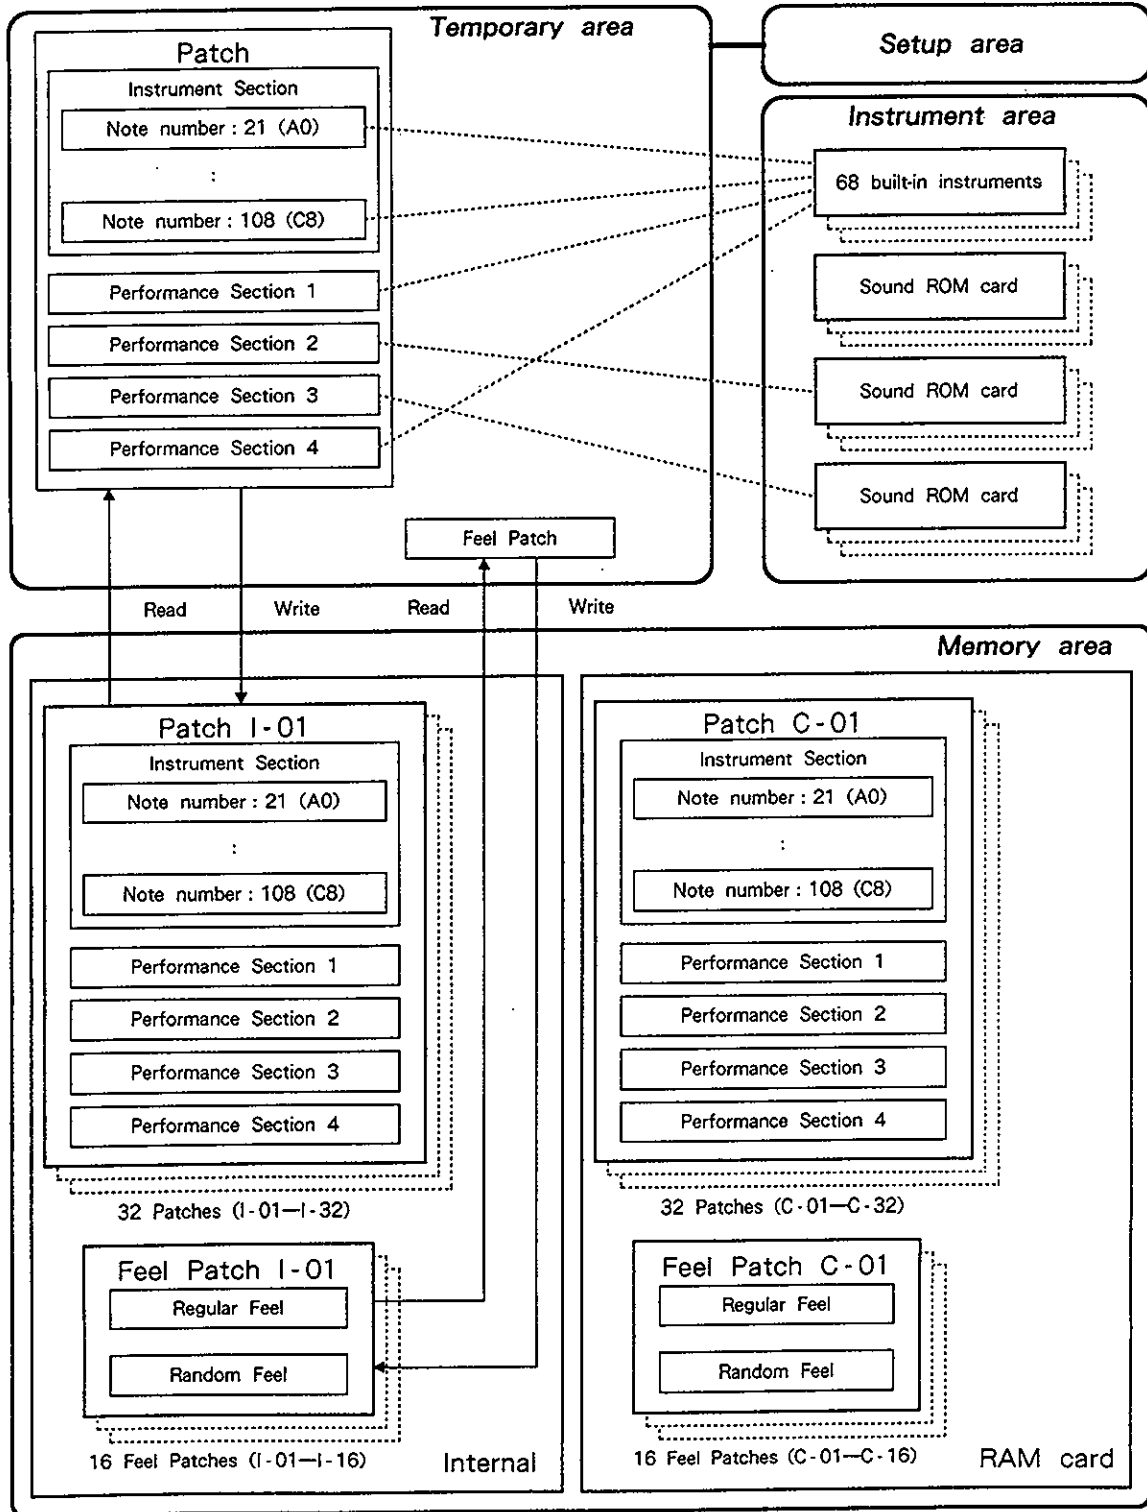 Temporary area
Patch
Instrument Section
Note number : 21 (A0)
:
Note number : 108 (C8)
Performance Section 1
Performance Section 2
Performance Section 3
Performance Section 4
Feel Patch
Setup area
Instrument area
68 built-in instruments
Sound ROM card
Sound ROM card
Sound ROM card
Read
Write
Read
Write
Memory area
Patch I-01
Instrument Section
Note number : 21 (A0)
:
Note number : 108 (C8)
Performance Section 1
Performance Section 2
Performance Section 3
Performance Section 4
32 Patches (I-01—I-32)
Feel Patch I-01
Regular Feel
Random Feel
16 Feel Patches (I-01—I-16)
Internal
Patch C-01
Instrument Section
Note number : 21 (A0)
:
Note number : 108 (C8)
Performance Section 1
Performance Section 2
Performance Section 3
Performance Section 4
32 Patches (C-01—C-32)
Feel Patch C-01
Regular Feel
Random Feel
16 Feel Patches (C-01—C-16)
RAM card